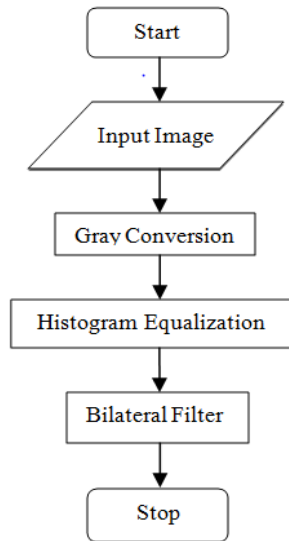 Start
Input Image
Gray Conversion
Histogram Equalization
Bilateral Filter
Stop